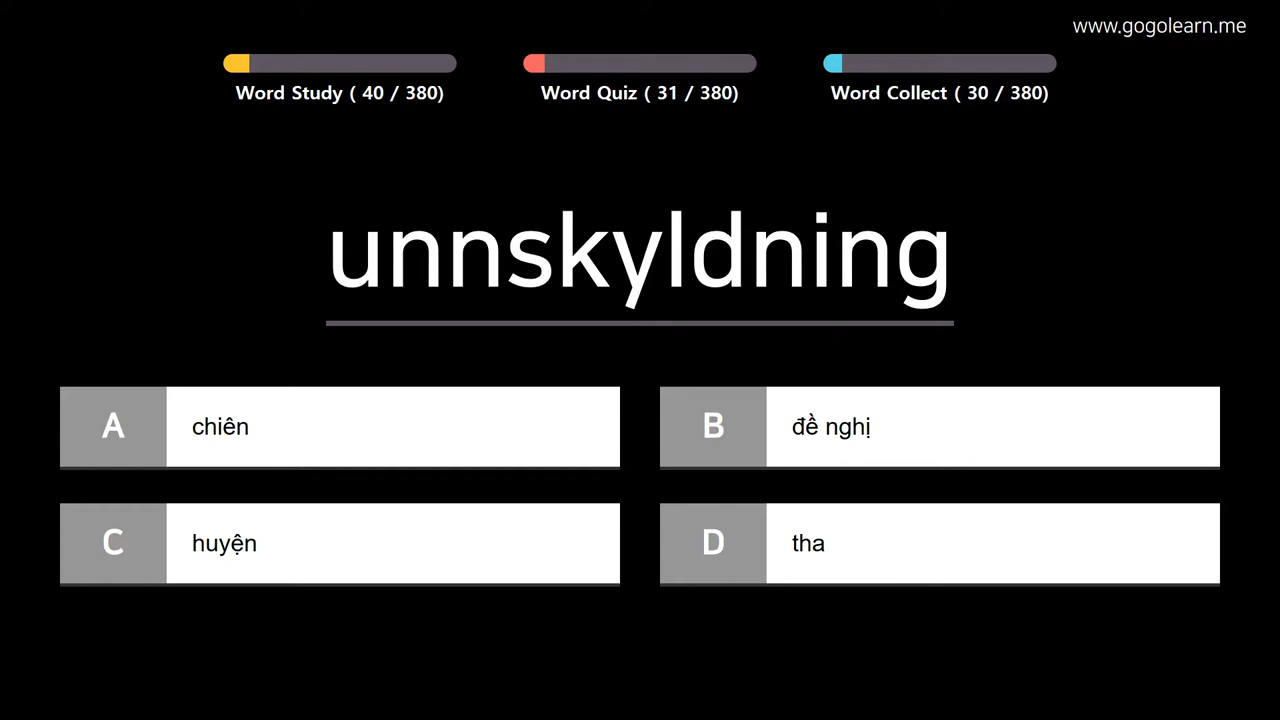 www.gogolearn.me
Word Study ( 40 / 380)
Word Quiz ( 31 / 380)
Word Collect ( 30 / 380)
unnskyldning
A chiên
B đề nghị
C huyện
D tha